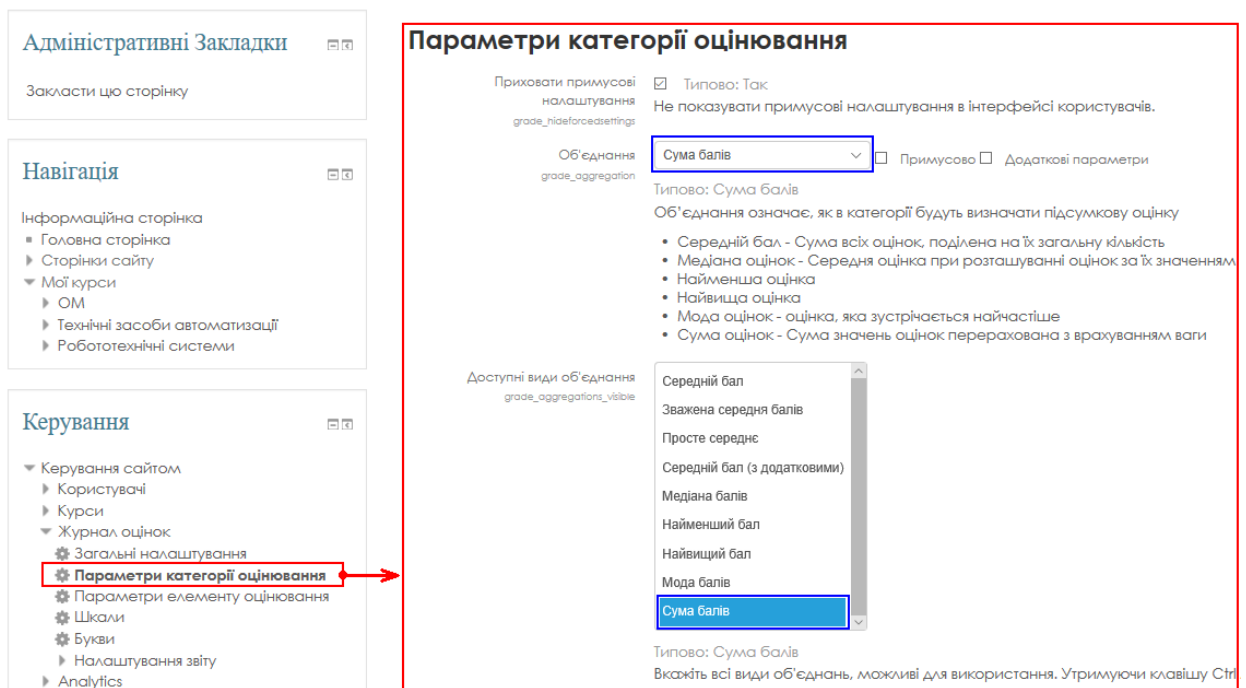 Адміністративні Закладки
Закласти цю сторінку
Навігація
Інформаційна сторінка
Головна сторінка
Сторінки сайту
Мої курси
ОМ
Технічні засоби автоматизації
Робототехнічні системи
Керування
Керування сайтом
Користувачі
Курси
Журнал оцінок
Загальні налаштування
Параметри категорії оцінювання
Параметри елементу оцінювання
Шкали
Букви
Налаштування звіту
Analytics
Параметри категорії оцінювання
Приховати примусові
налаштування
grade_hideforcedsettings
Типово: Так
Не показувати примусові налаштування в інтерфейсі користувачів.
Об'єднання
grade_aggregation
Сума балів Примусово Додаткові параметри
Типово: Сума балів
Об'єднання означає, як в категорії будуть визначати підсумкову оцінку
• Середній бал - Сума всіх оцінок, поділена на їх загальну кількість
• Медіана оцінок - Середня оцінка при розташуванні оцінок за їх значенням
• Найменша оцінка
• Найвища оцінка
• Мода оцінок - оцінка, яка зустрічається найчастіше
• Сума оцінок - Сума значень оцінок перерахована з врахуванням ваги
Доступні види об'єднання
grade_aggregations_visible
Середній бал
Зважена середня балів
Просте середнє
Середній бал (з додатковими)
Медіана балів
Найменший бал
Найвищий бал
Мода балів
Сума балів
Типово: Сума балів
Вкажіть всі види об'єднань, можливі для використання. Утримуючи клавішу Ctrl